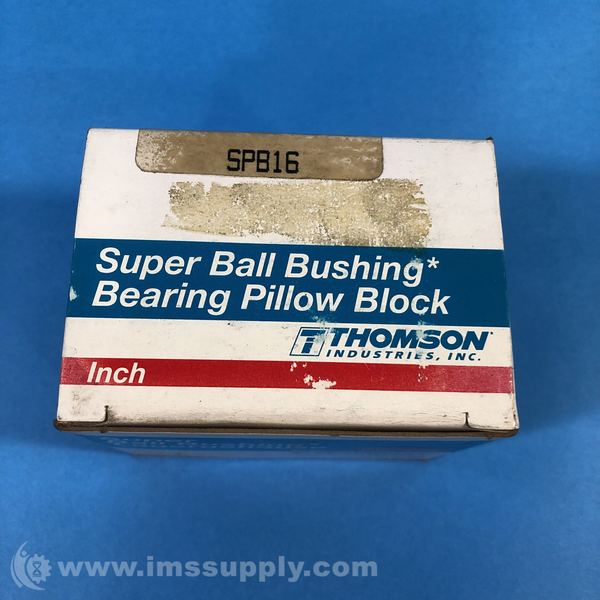 SPB16
Super Ball Bushing*
Bearing Pillow Block
THOMSON
INDUSTRIES, INC.
Inch
www.imssupply.com